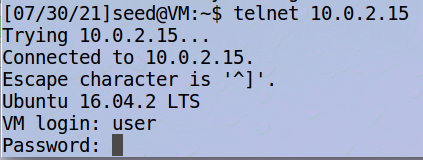 [07/30/21]seed@VM:~$ telnet 10.0.2.15
Trying 10.0.2.15...
Connected to 10.0.2.15.
Escape character is '^]'.
Ubuntu 16.04.2 LTS
VM login: user
Password: